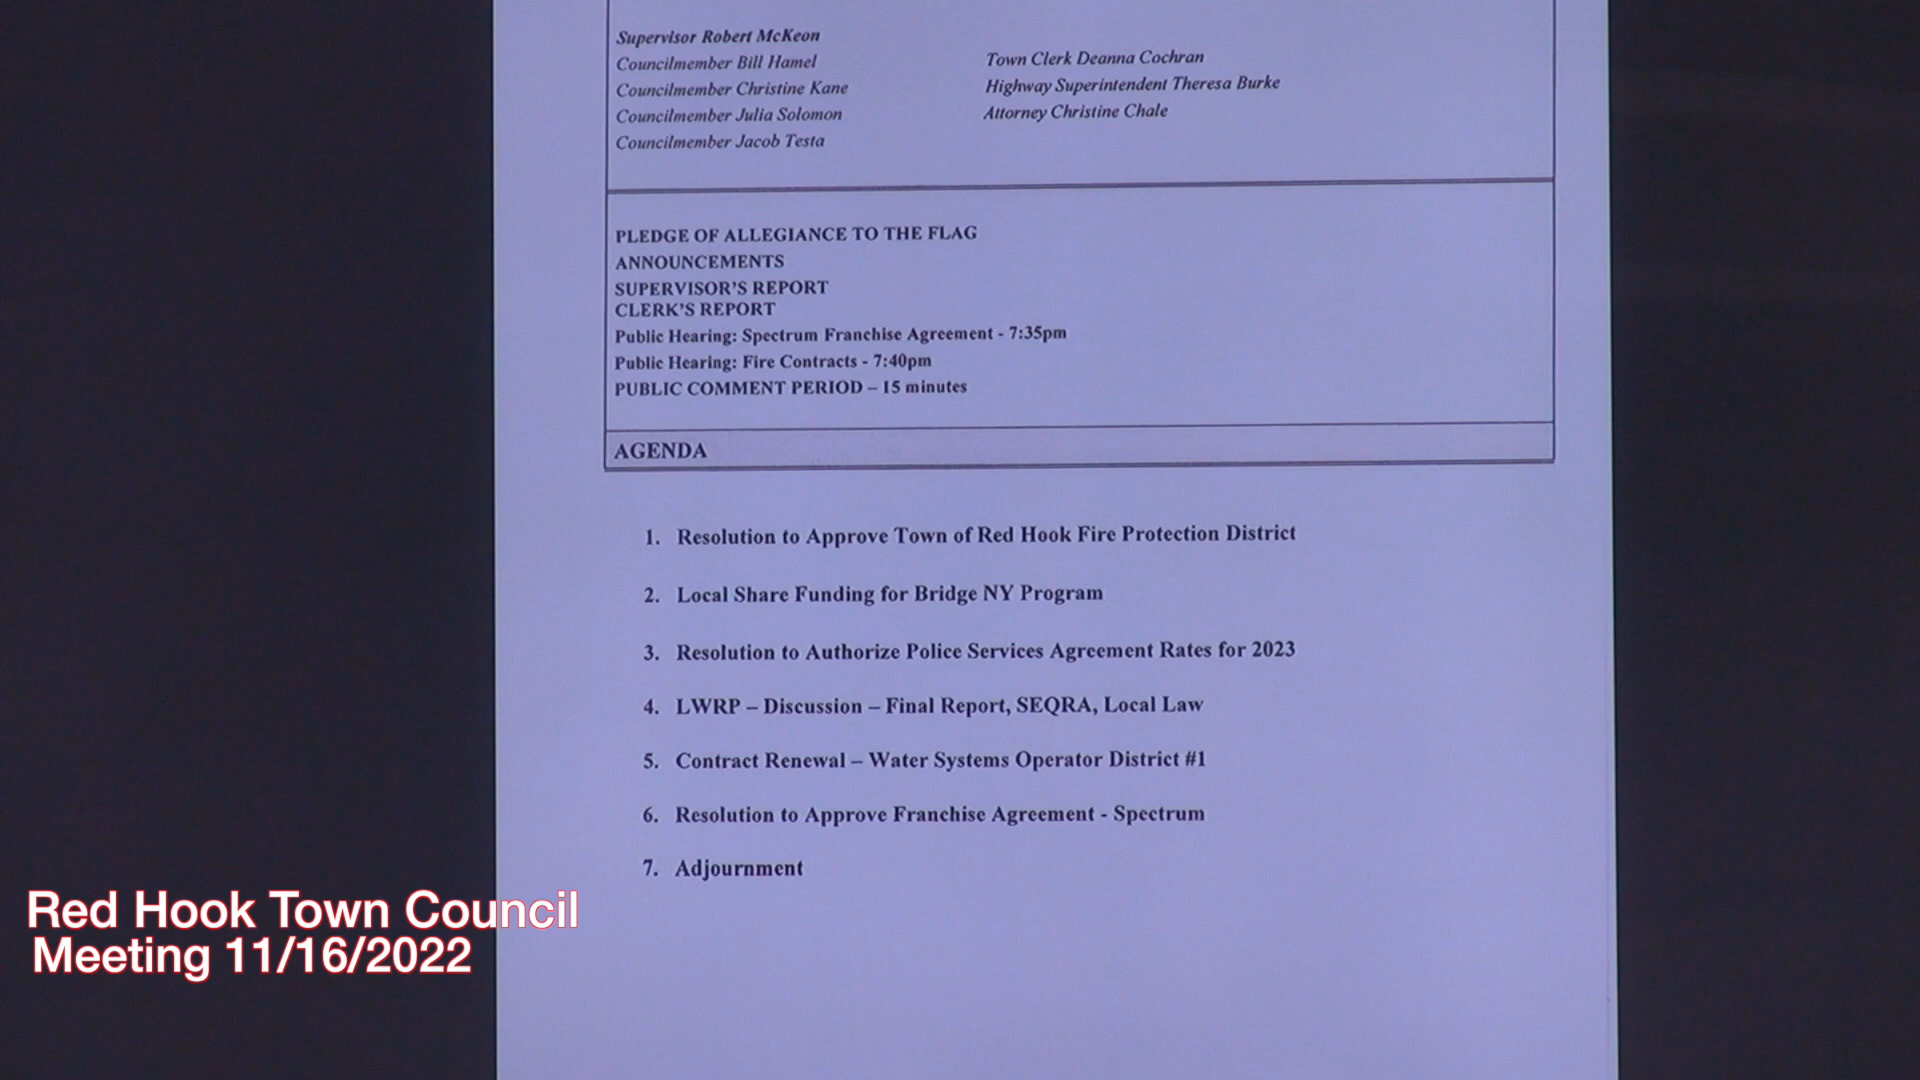 Supervisor Robert McKeon
Councilmember Bill Hamel
Councilmember Christine Kane
Councilmember Julia Solomon
Councilmember Jacob Testa
Town Clerk Deanna Cochran
Highway Superintendent Theresa Burke
Attorney Christine Chale
PLEDGE OF ALLEGIANCE TO THE FLAG
ANNOUNCEMENTS
SUPERVISOR'S REPORT
CLERK'S REPORT
Public Hearing: Spectrum Franchise Agreement - 7:35pm
Public Hearing: Fire Contracts - 7:40pm
PUBLIC COMMENT PERIOD – 15 minutes
AGENDA
1. Resolution to Approve Town of Red Hook Fire Protection District
2. Local Share Funding for Bridge NY Program
3. Resolution to Authorize Police Services Agreement Rates for 2023
4. LWRP – Discussion – Final Report, SEQRA, Local Law
5. Contract Renewal – Water Systems Operator District #1
6. Resolution to Approve Franchise Agreement - Spectrum
7. Adjournment
Red Hook Town Council
Meeting 11/16/2022